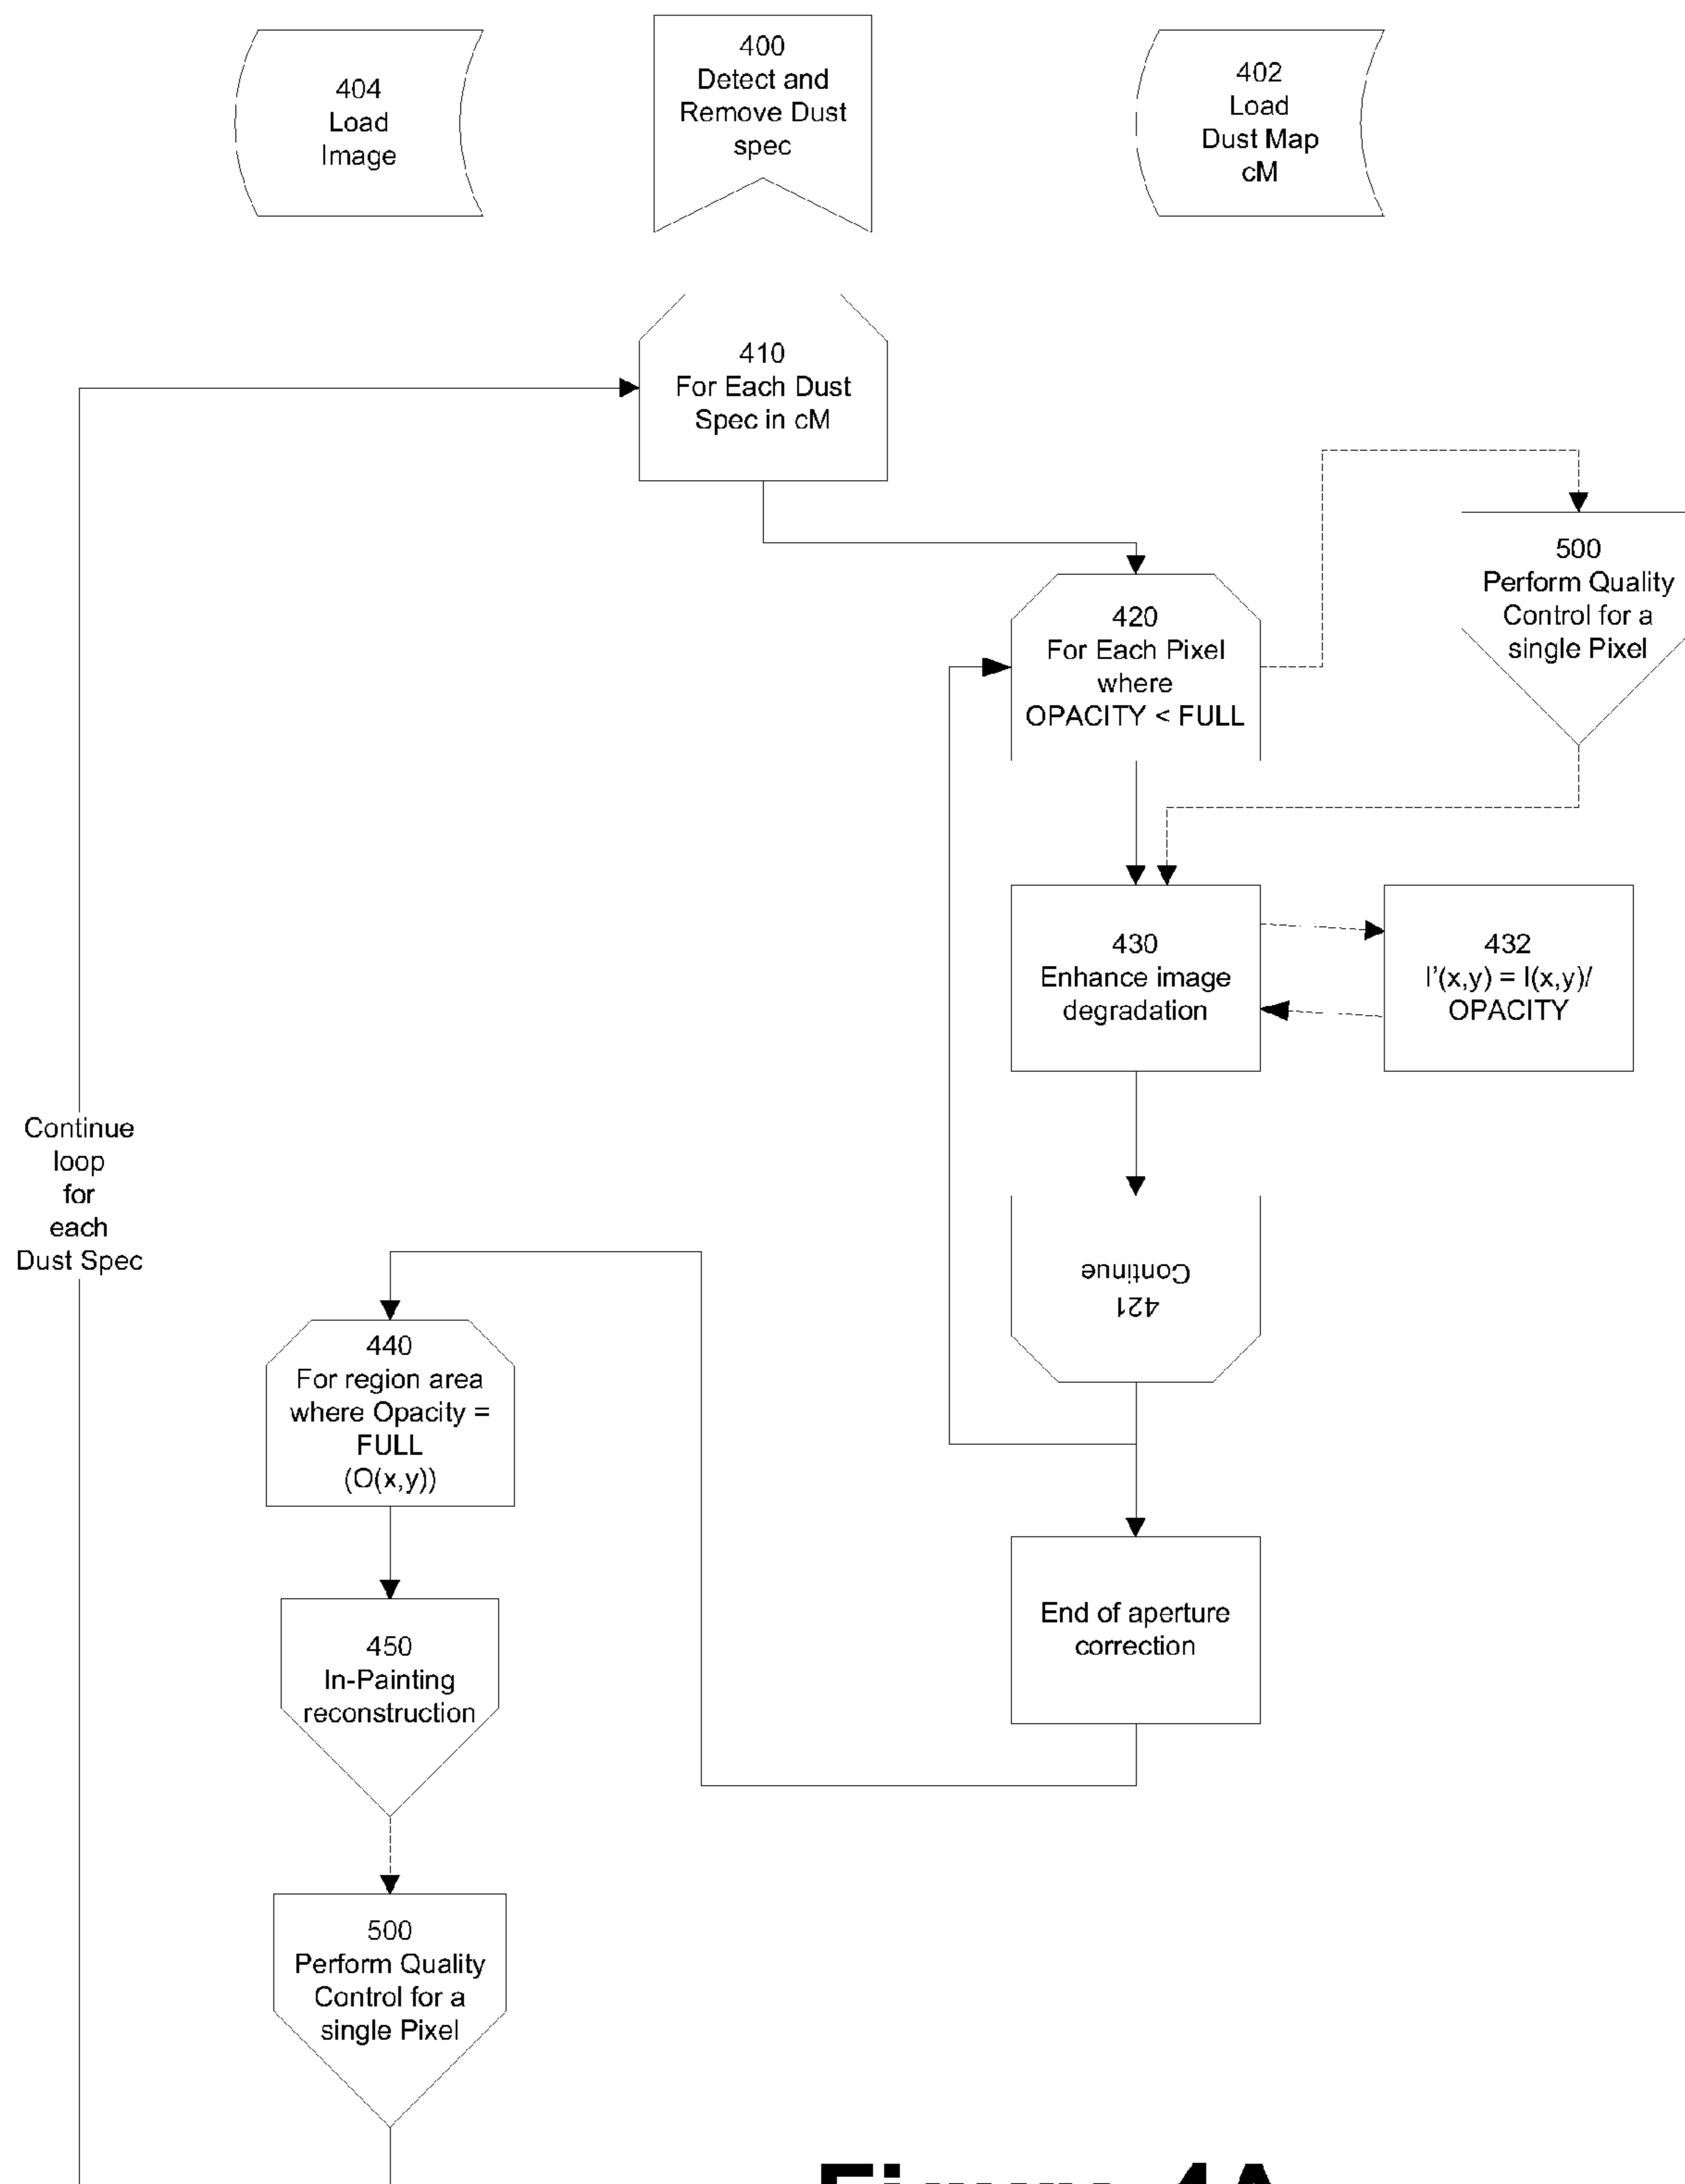 404
Load
Image
400
Detect and
Remove Dust
spec
402
Load
Dust Map
cM
410
For Each Dust
Spec in cM
500
Perform Quality
Control for a
single Pixel
420
For Each Pixel
where
OPACITY < FULL
430
Enhance image
degradation
432
I'(x,y) = I(x,y)/
OPACITY
Continue
loop
for
each
Dust Spec
421
Continue
440
For region area
where Opacity =
FULL
(O(x,y))
End of aperture
correction
450
In-Painting
reconstruction
500
Perform Quality
Control for a
single Pixel
Figure 4A